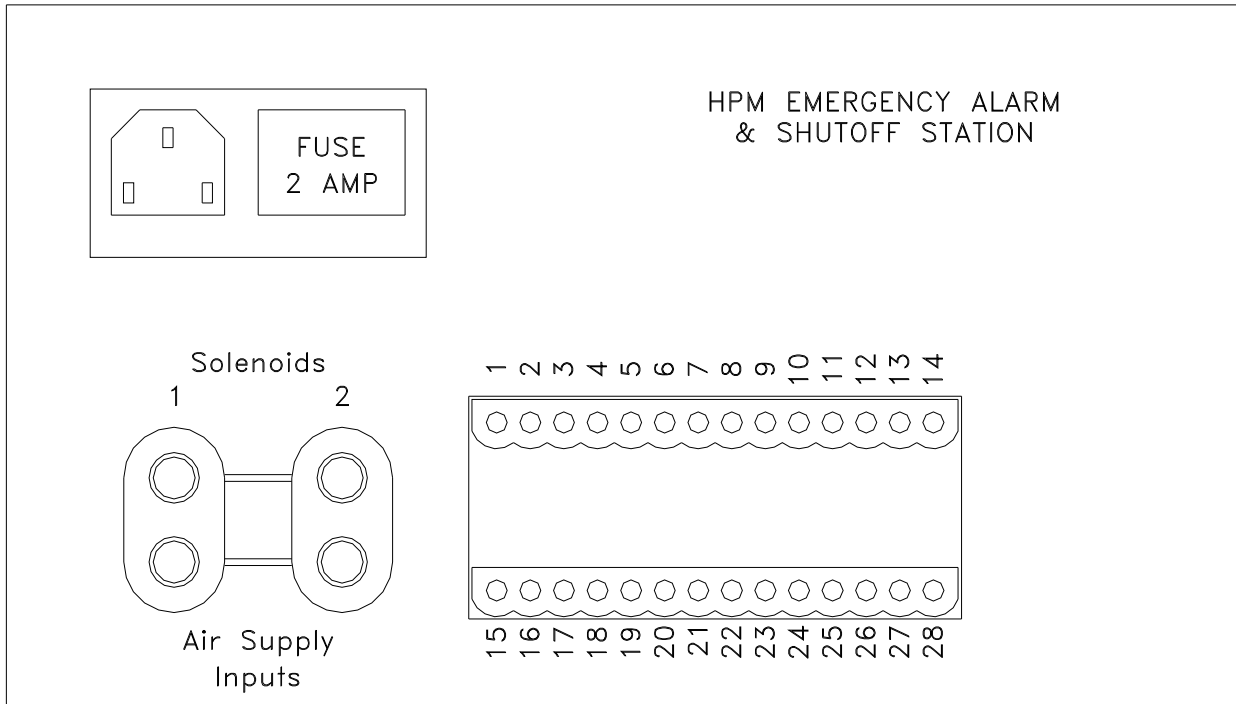 HPM EMERGENCY ALARM
& SHUTOFF STATION
FUSE
2 AMP
Solenoids
1 2
1 2 3 4 5 6 7 8 9 10 11 12 13 14
Air Supply
Inputs
15 16 17 18 19 20 21 22 23 24 25 26 27 28